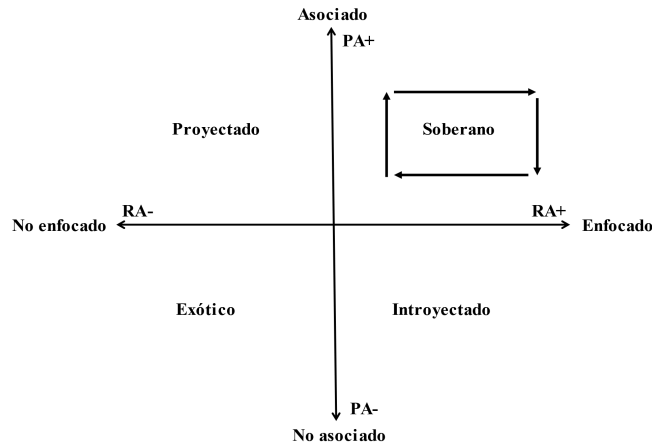 Asociado
PA+
Proyectado
Soberano
RA-
RA+
No enfocado
Enfocado
Exótico
Introyectado
PA-
No asociado